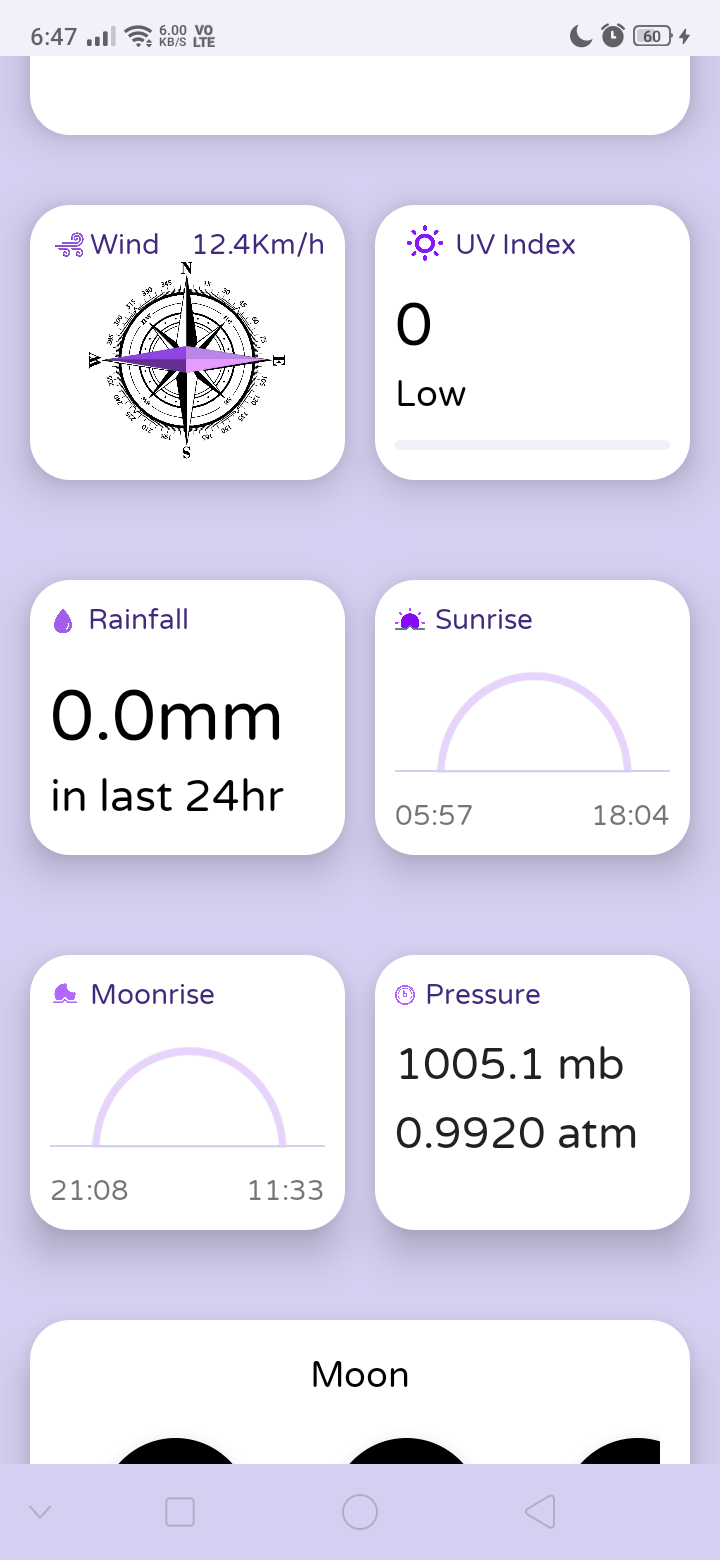 6:47 6.00 KB/S VO LTE 60
Wind 12.4Km/h
N
W E
S
UV Index
0
Low
Rainfall
0.0mm
in last 24hr
Sunrise
05:57 18:04
Moonrise
21:08 11:33
Pressure
1005.1 mb
0.9920 atm
Moon